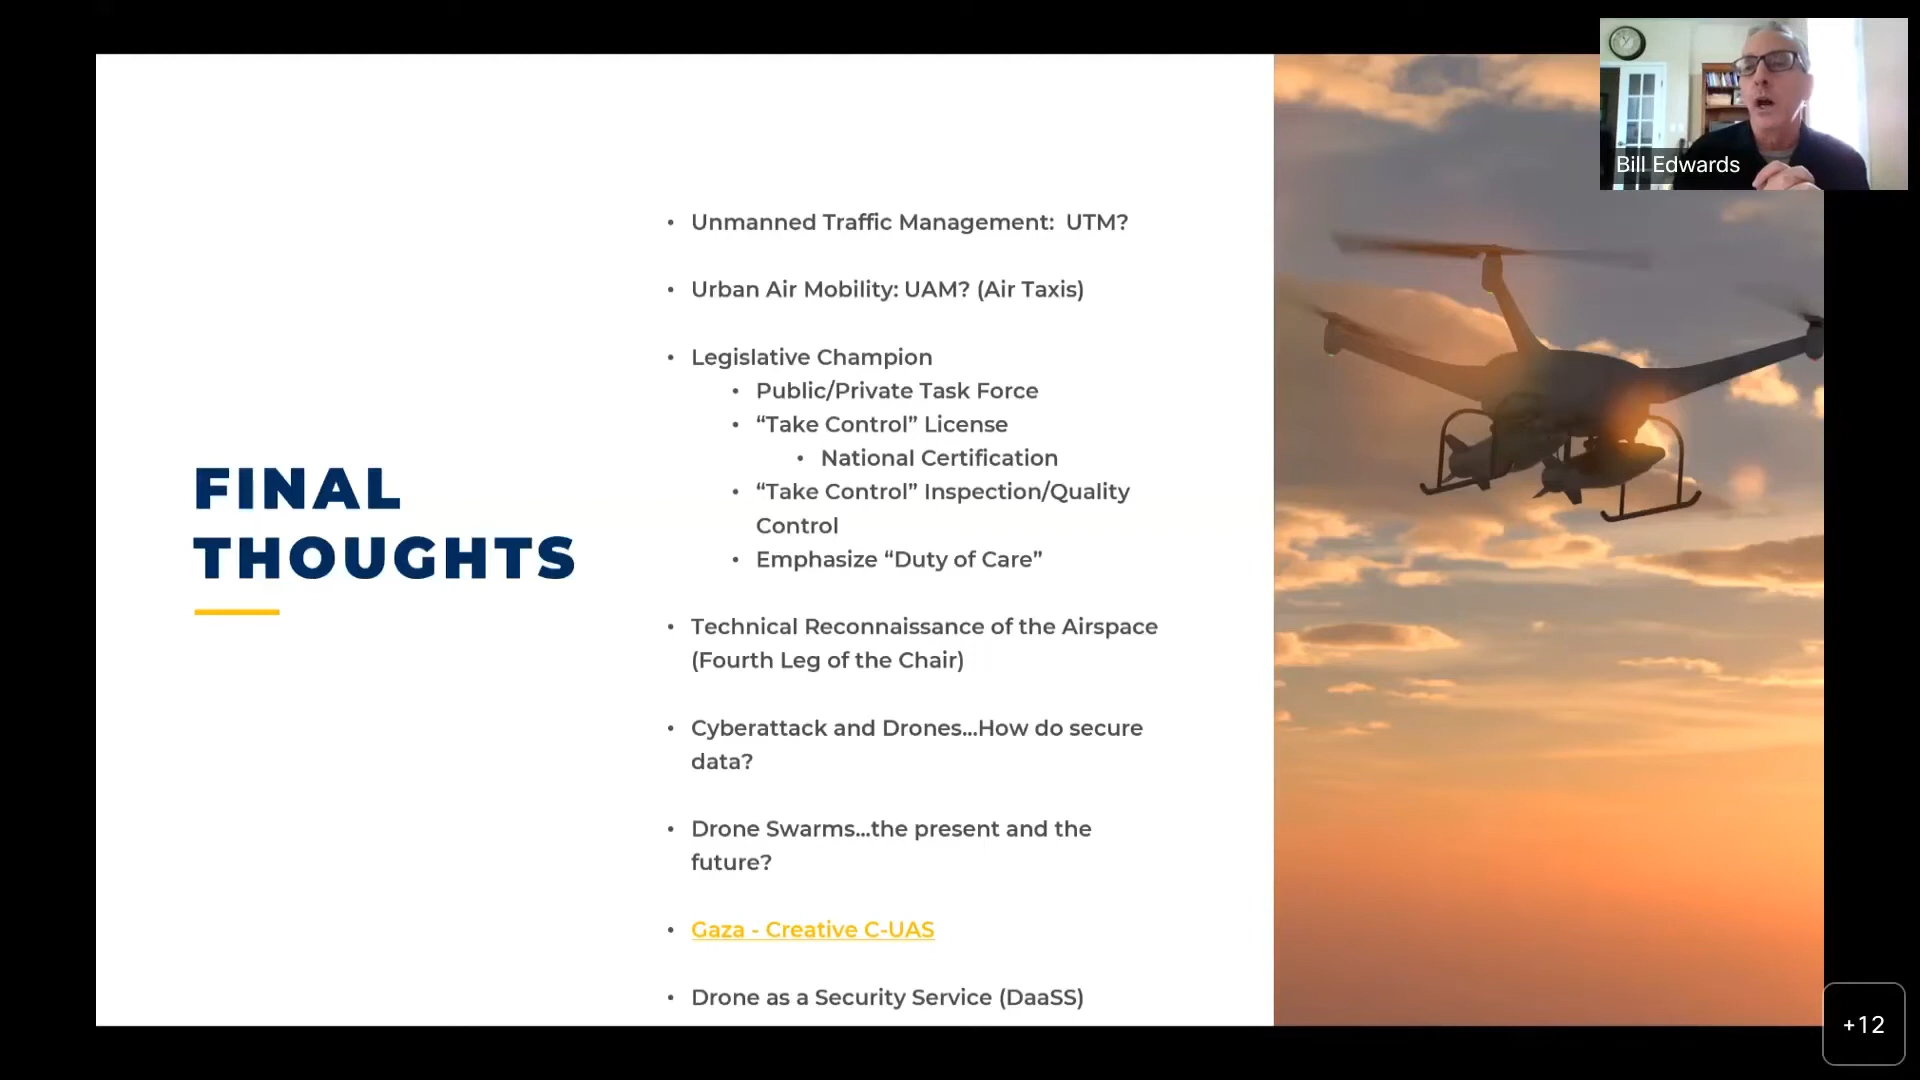 Bill Edwards
FINAL
THOUGHTS
• Unmanned Traffic Management:  UTM?
• Urban Air Mobility: UAM? (Air Taxis)
• Legislative Champion
• Public/Private Task Force
• “Take Control” License
• National Certification
• “Take Control” Inspection/Quality
Control
• Emphasize “Duty of Care”
• Technical Reconnaissance of the Airspace
(Fourth Leg of the Chair)
• Cyberattack and Drones...How do secure
data?
• Drone Swarms...the present and the
future?
• Gaza - Creative C-UAS
• Drone as a Security Service (DaaSS)
+12